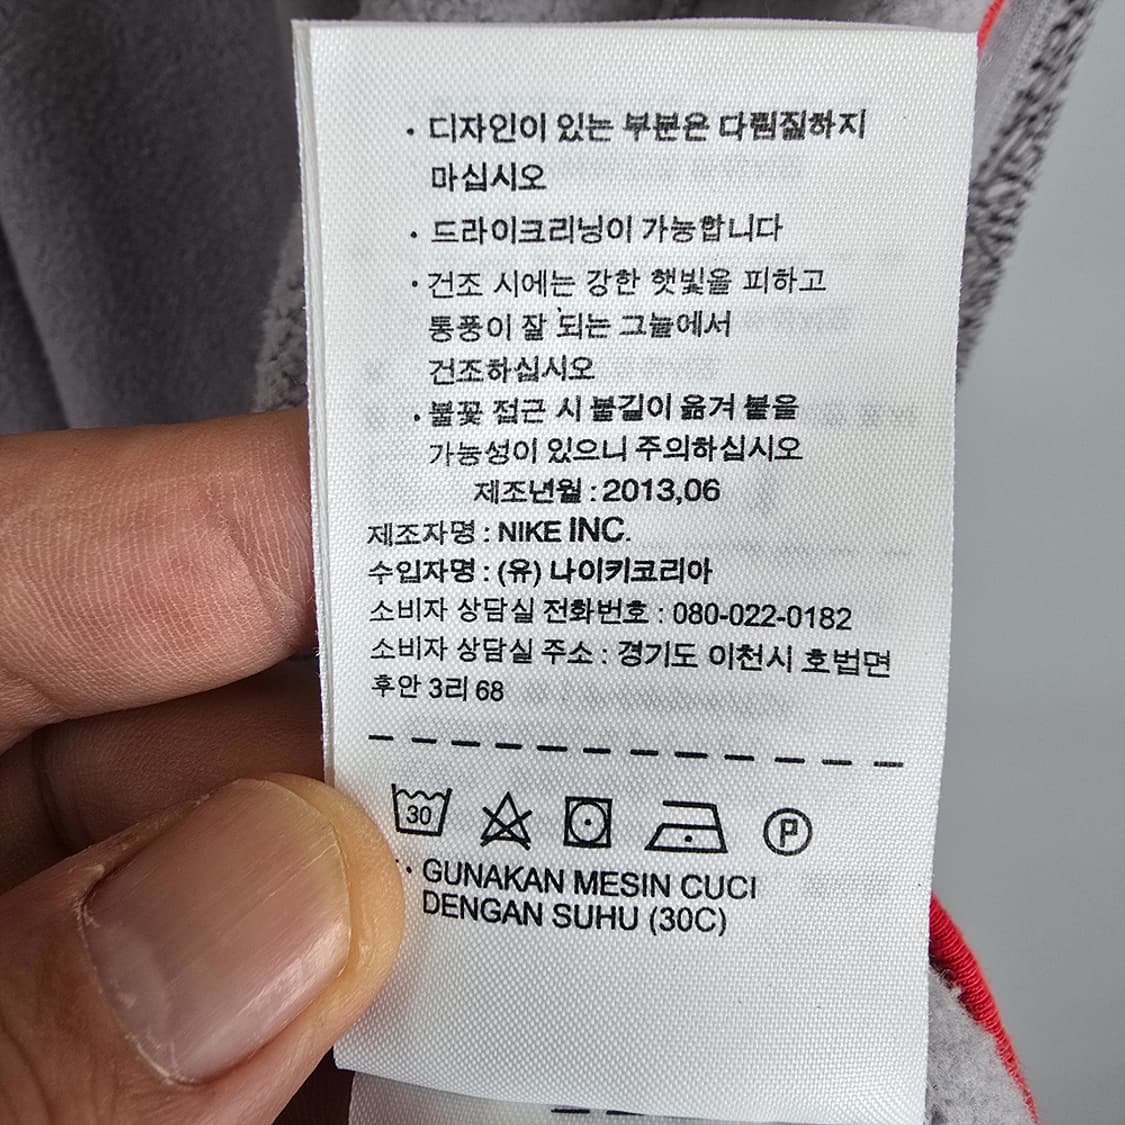 · 디자인이 있는 부분은 다림질하지
마십시오
· 드라이크리닝이 가능합니다
· 건조 시에는 강한 햇빛을 피하고
통풍이 잘 되는 그늘에서
건조하십시오
· 불꽃 접근 시 불길이 옮겨 붙을
가능성이 있으니 주의하십시오
제조년월 : 2013,06
제조자명 : NIKE INC.
수입자명 : (유) 나이키코리아
소비자 상담실 전화번호 : 080-022-0182
소비자 상담실 주소 : 경기도 이천시 호법면
후안 3리 68
30
P
· GUNAKAN MESIN CUCI
DENGAN SUHU (30C)